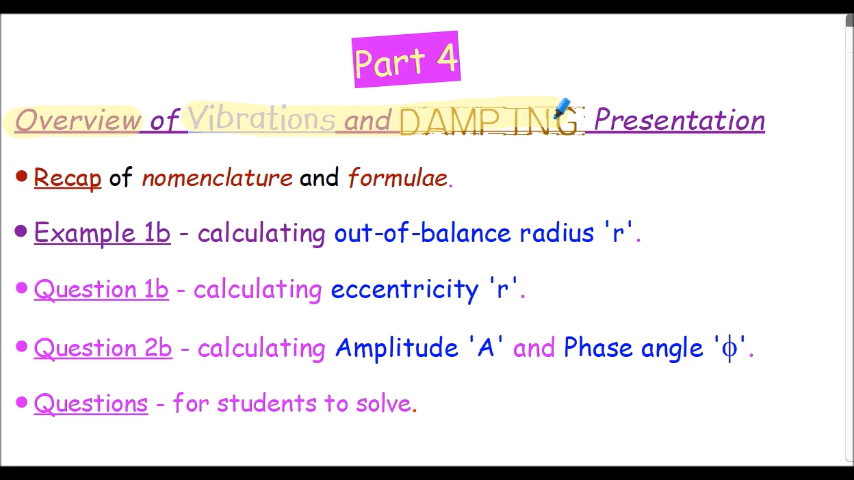 Part 4
Overview of Vibrations and DAMPING Presentation
• Recap of nomenclature and formulae.
• Example 1b - calculating out-of-balance radius 'r'.
• Question 1b - calculating eccentricity 'r'.
• Question 2b - calculating Amplitude 'A' and Phase angle 'ϕ'.
• Questions - for students to solve.